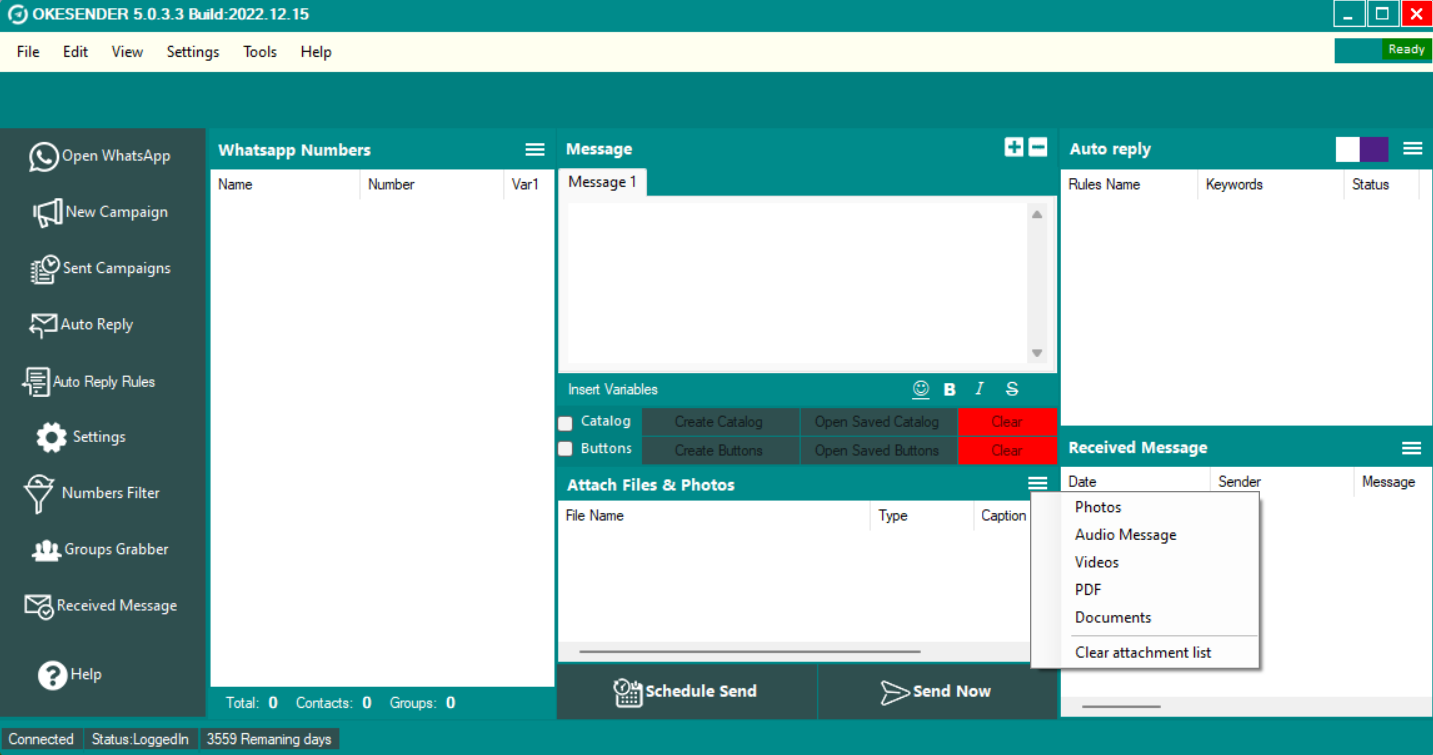 OKESENDER 5.0.3.3 Build:2022.12.15
File Edit View Settings Tools Help
Ready
Open WhatsApp
New Campaign
Sent Campaigns
Auto Reply
Auto Reply Rules
Settings
Numbers Filter
Groups Grabber
Received Message
Help
Whatsapp Numbers
Name Number Var1
Total: 0 Contacts: 0 Groups: 0
Message
Message 1
Insert Variables B I S
Catalog Create Catalog Open Saved Catalog Clear
Buttons Create Buttons Open Saved Buttons Clear
Attach Files & Photos
File Name Type Caption
Schedule Send Send Now
Auto reply
Rules Name Keywords Status
Received Message
Date Sender Message
Photos
Audio Message
Videos
PDF
Documents
Clear attachment list
Connected Status:LoggedIn 3559 Remaning days